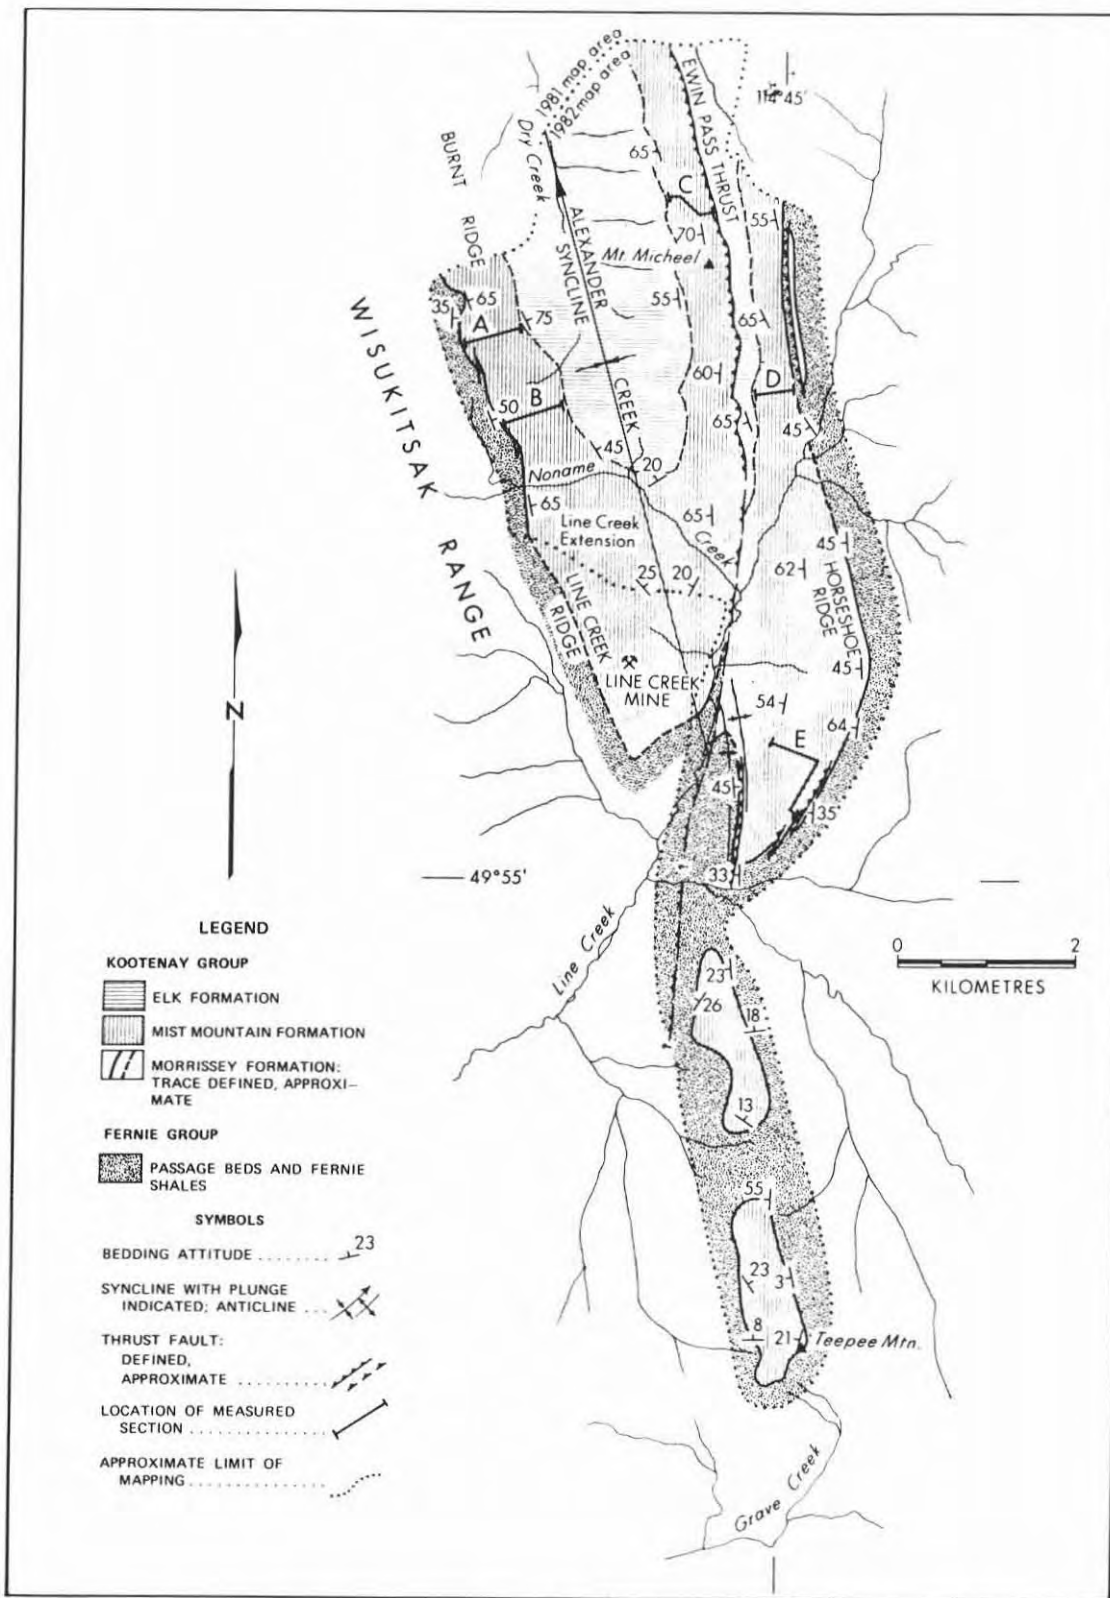 1981 map area
1982 map area
EWIN PASS THRUST
114°45'
Dry Creek
BURNT RIDGE
65
C
55
70
ALEXANDER CREEK SYNCLINE
Mt. Micheel
35
65
A
75
55
65
WISUKITSAK RANGE
60
D
B
50
65
45
45
20
Noname Creek
65
65
Line Creek
Extension
45
62
25
20
HORSESHOE
RIDGE
LINE CREEK
RIDGE
45
LINE CREEK
MINE
54
64
E
N
45
35
33
49°55'
LEGEND
KOOTENAY GROUP
ELK FORMATION
MIST MOUNTAIN FORMATION
MORRISSEY FORMATION:
TRACE DEFINED, APPROXI-
MATE
FERNIE GROUP
PASSAGE BEDS AND FERNIE
SHALES
SYMBOLS
BEDDING ATTITUDE ........ 23
SYNCLINE WITH PLUNGE
INDICATED; ANTICLINE ...
THRUST FAULT:
DEFINED,
APPROXIMATE ..........
LOCATION OF MEASURED
SECTION ...............
APPROXIMATE LIMIT OF
MAPPING ...............
0 2
KILOMETRES
Line Creek
23
26
18
13
55
23
3
8
21
Teepee Mtn.
Grave Creek